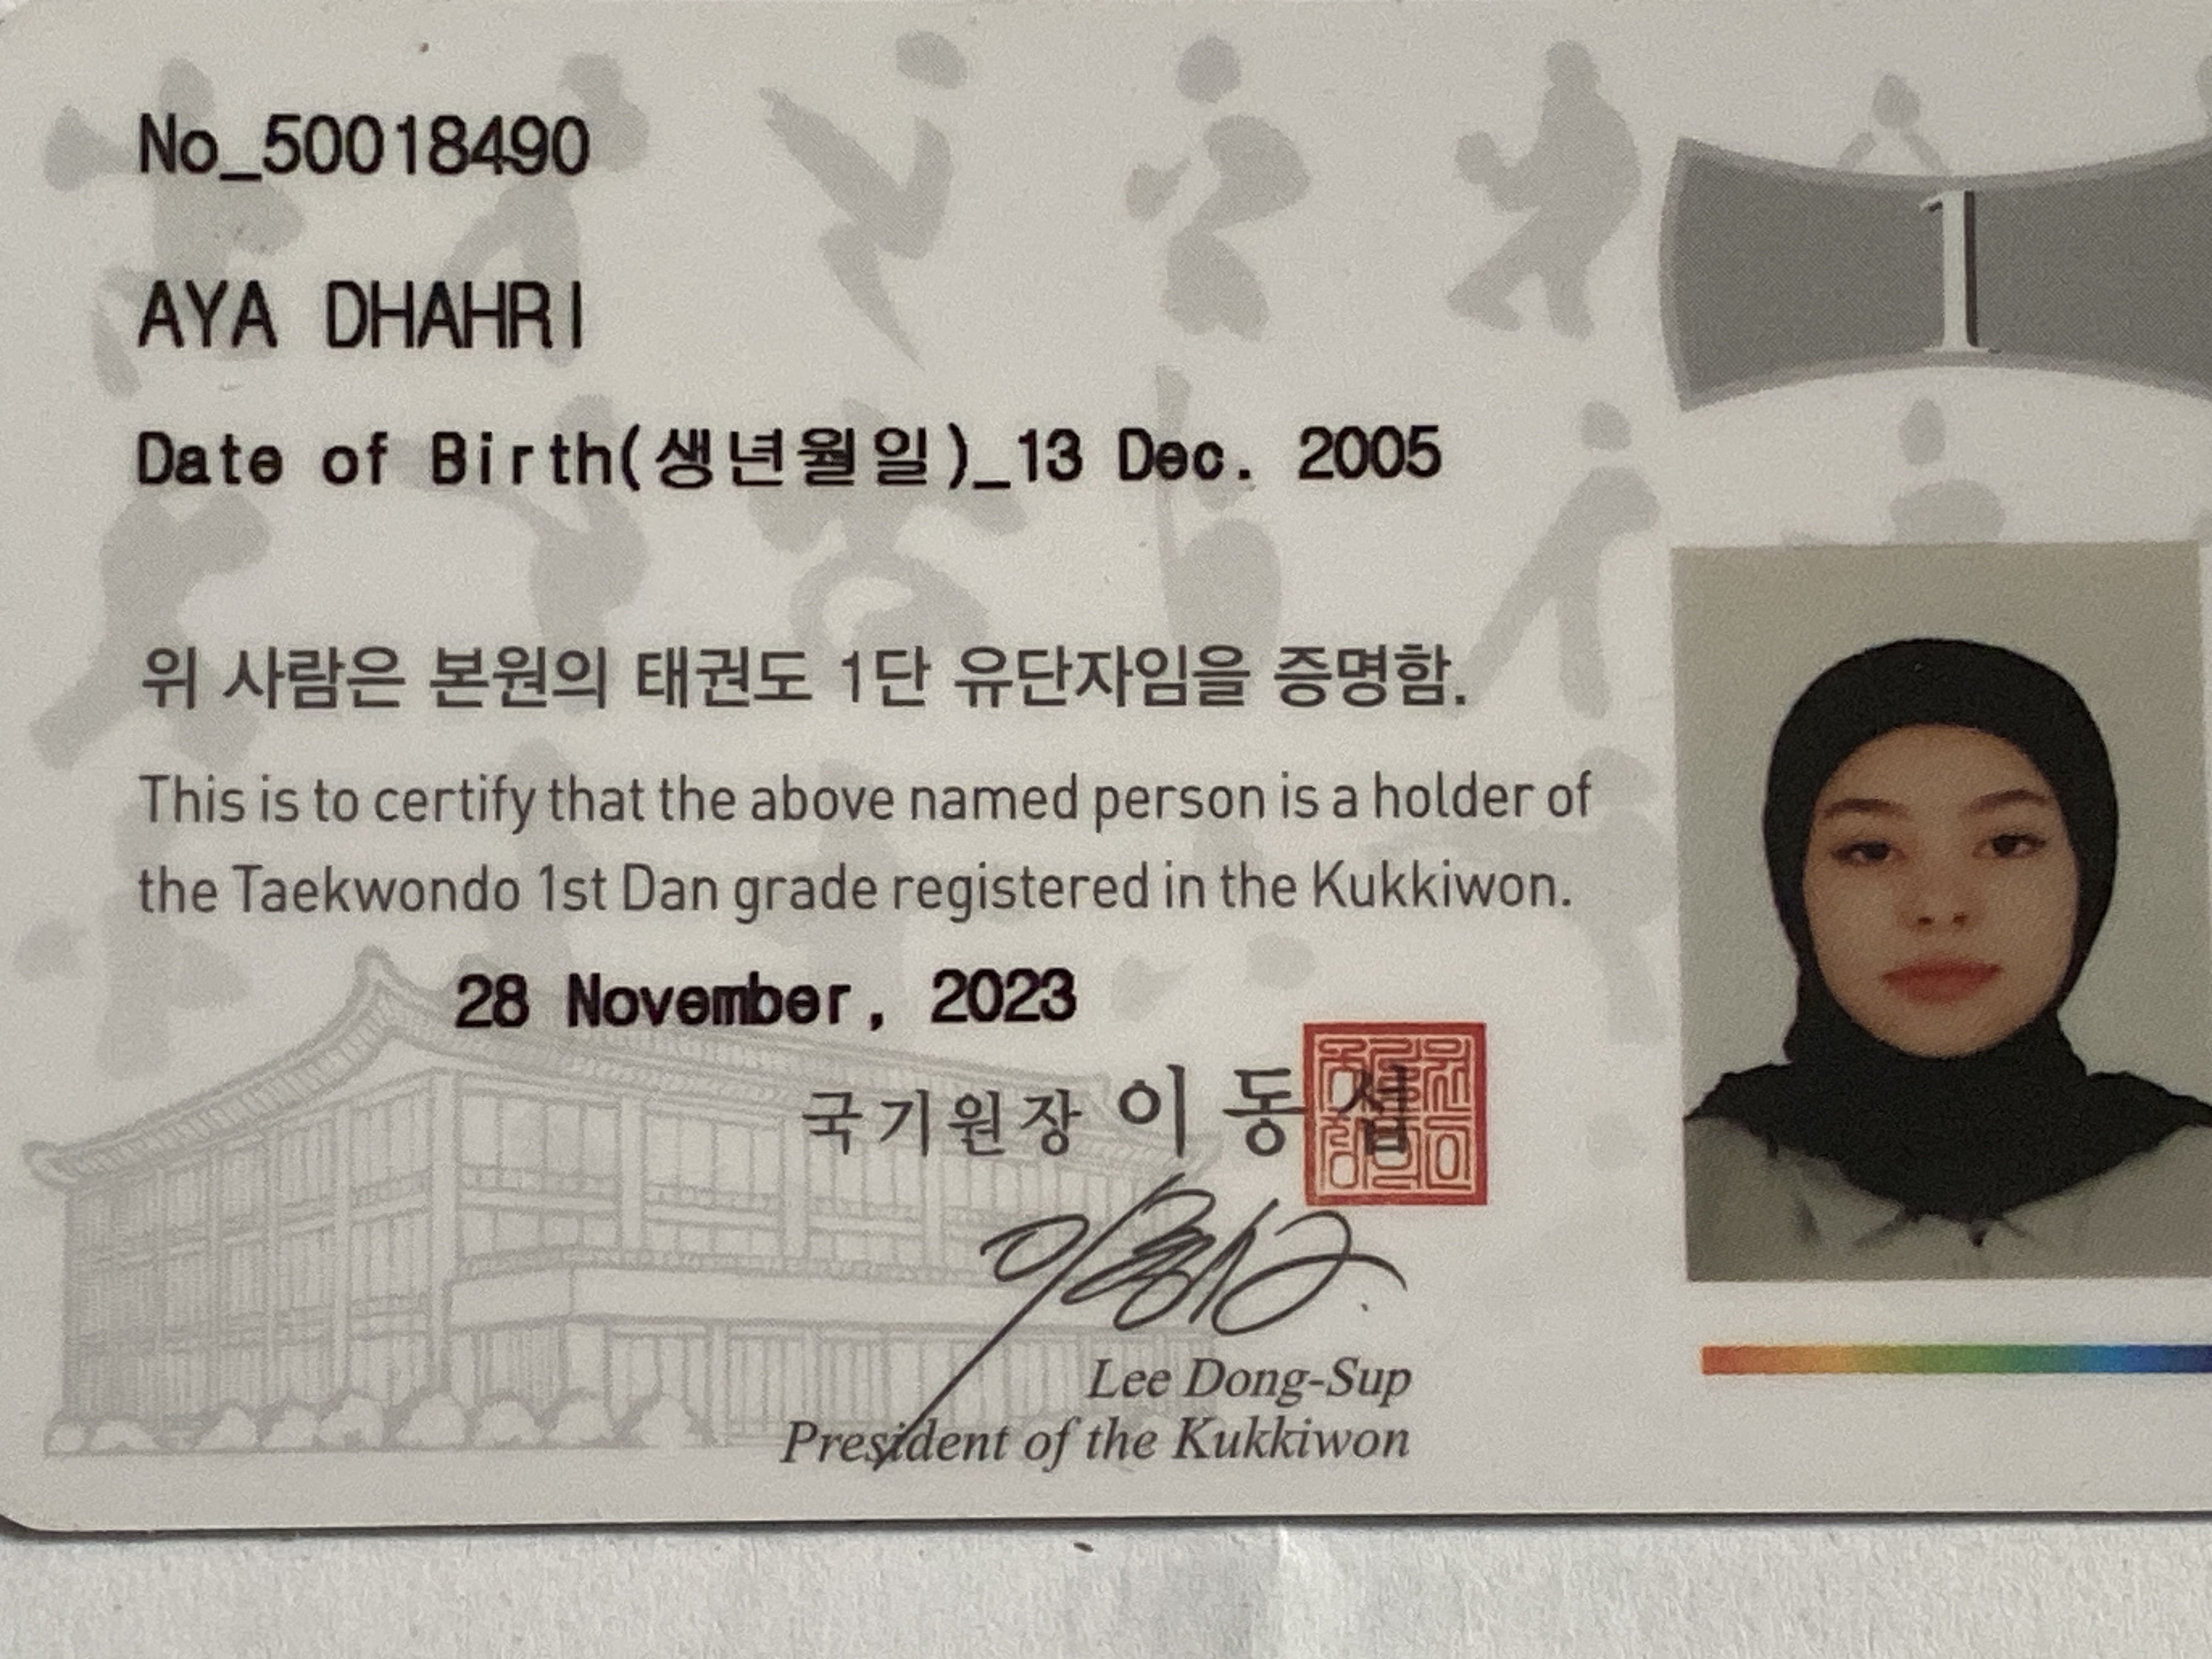 No_50018490
1
AYA DHAHRI
Date of Birth(생년월일)_13 Dec. 2005
위 사람은 본원의 태권도 1단 유단자임을 증명함.
This is to certify that the above named person is a holder of
the Taekwondo 1st Dan grade registered in the Kukkiwon.
28 November, 2023
국기원장 이동섭
Lee Dong-Sup
President of the Kukkiwon